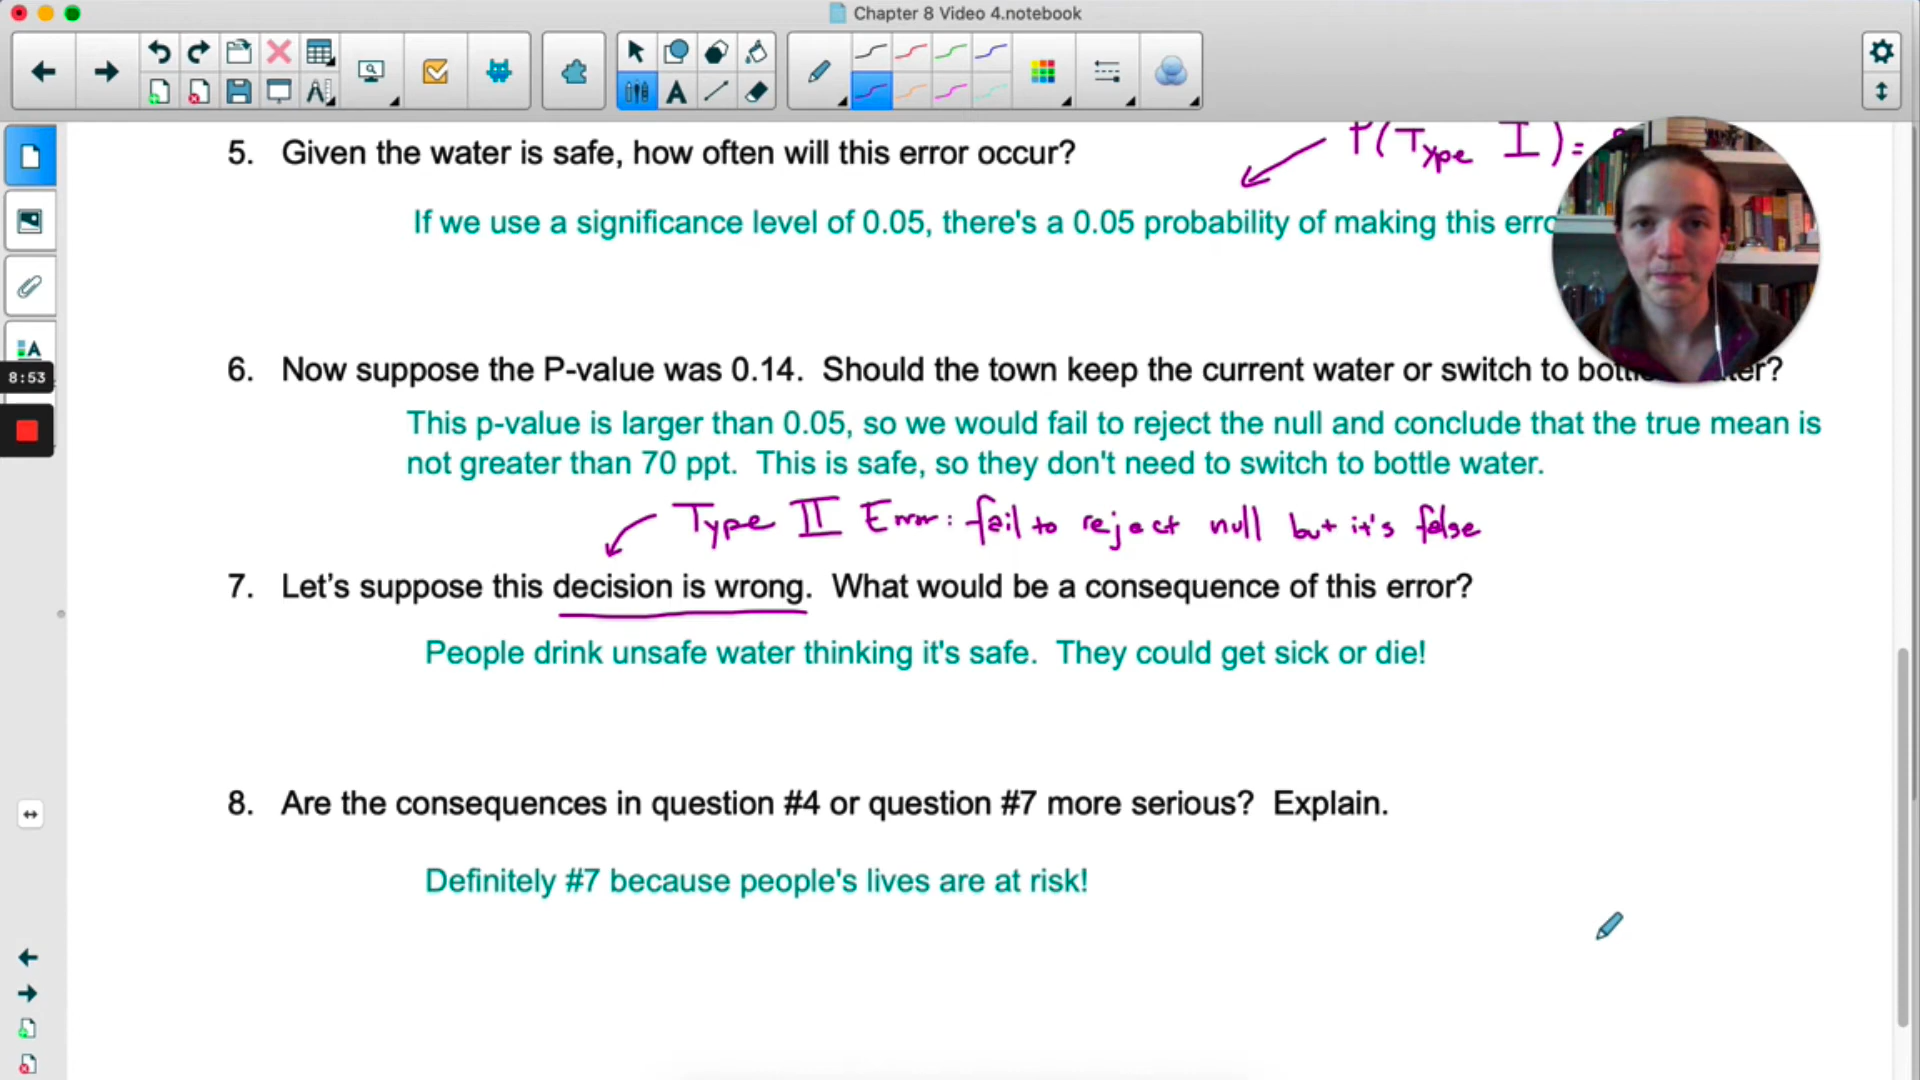 Chapter 8 Video 4.notebook
P(Type I)=
5. Given the water is safe, how often will this error occur?
If we use a significance level of 0.05, there's a 0.05 probability of making this erro
8:53
6. Now suppose the P-value was 0.14. Should the town keep the current water or switch to bottle water?
This p-value is larger than 0.05, so we would fail to reject the null and conclude that the true mean is
not greater than 70 ppt. This is safe, so they don't need to switch to bottle water.
Type II Error: fail to reject null but it's false
7. Let's suppose this decision is wrong. What would be a consequence of this error?
People drink unsafe water thinking it's safe. They could get sick or die!
8. Are the consequences in question #4 or question #7 more serious? Explain.
Definitely #7 because people's lives are at risk!